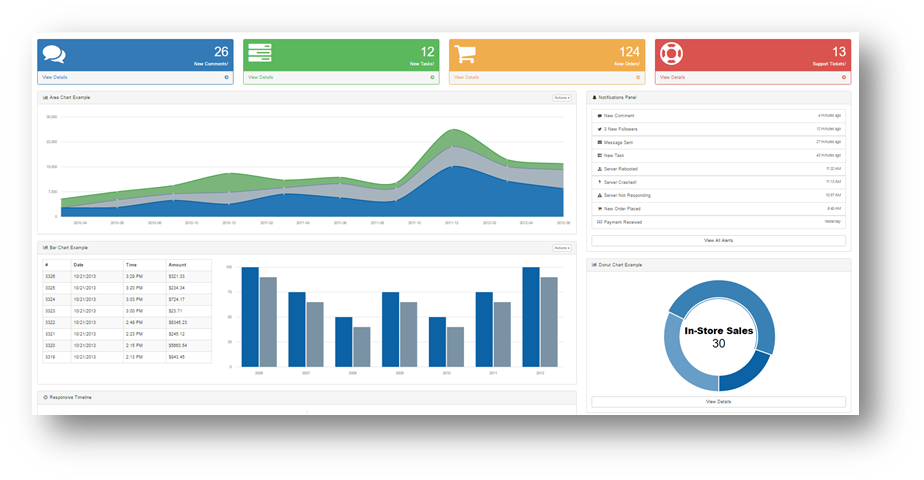 26
New Comments!
View Details
12
New Tasks!
View Details
124
New Orders!
View Details
13
Support Tickets!
View Details
Area Chart Example
Actions
30,000
22,500
15,000
7,500
0
2010-04 2010-06 2010-08 2010-10 2010-12 2011-02 2011-04 2011-06 2011-08 2011-10 2011-12 2012-02 2012-04 2012-06
Notifications Panel
New Comment 4 minutes ago
3 New Followers 12 minutes ago
Message Sent 27 minutes ago
New Task 43 minutes ago
Server Rebooted 11:32 AM
Server Crashed! 11:13 AM
Server Not Responding 10:57 AM
New Order Placed 9:49 AM
Payment Received Yesterday
View All Alerts
Bar Chart Example
Actions
# Date Time Amount
3326 10/21/2013 3:29 PM $321.33
3325 10/21/2013 3:20 PM $234.34
3324 10/21/2013 3:03 PM $724.17
3323 10/21/2013 3:00 PM $23.71
3322 10/21/2013 2:49 PM $8345.23
3321 10/21/2013 2:23 PM $245.12
3320 10/21/2013 2:15 PM $5663.54
3319 10/21/2013 2:13 PM $943.45
100
75
50
25
0
2006 2007 2008 2009 2010 2011 2012
Donut Chart Example
In-Store Sales
30
View Details
Responsive Timeline